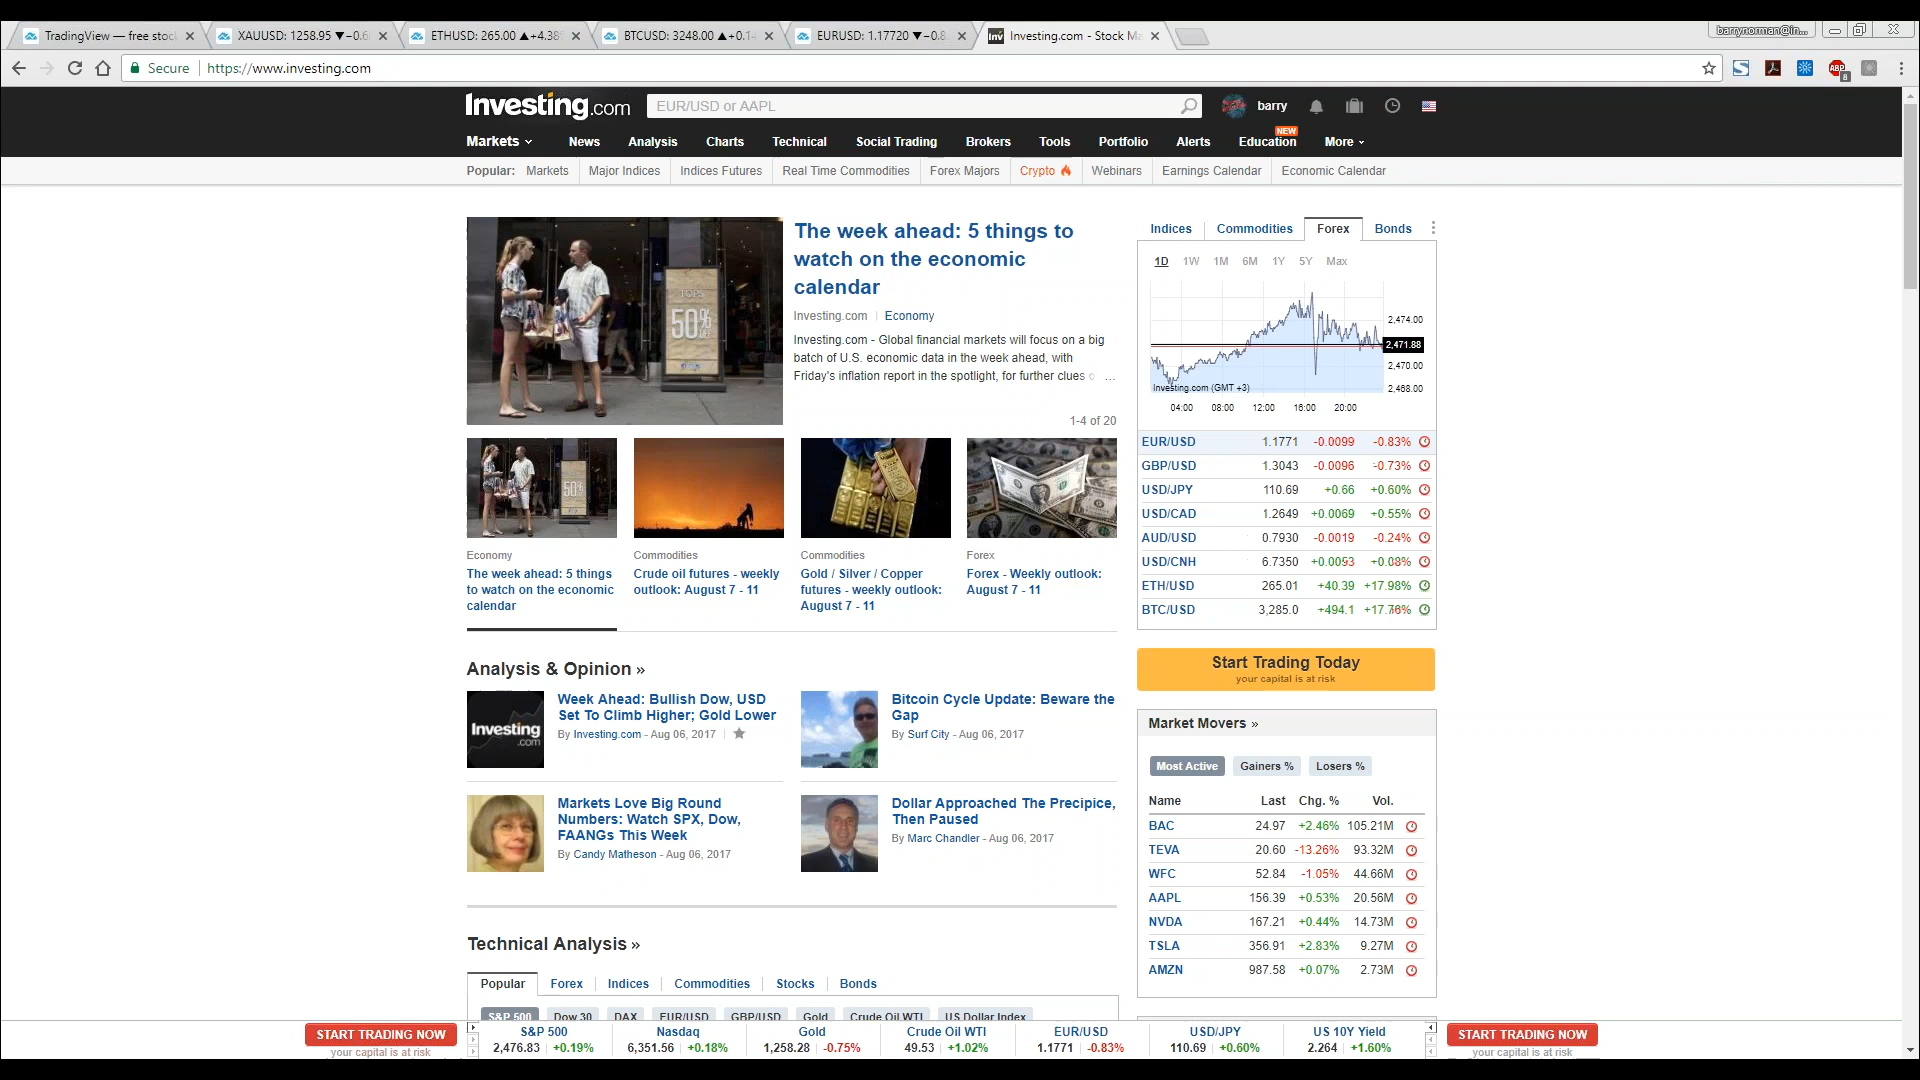 TradingView — free stoc
XAUUSD: 1258.95 ▼−0.6
ETHUSD: 265.00 ▲+4.38
BTCUSD: 3248.00 ▲+0.1
EURUSD: 1.17720 ▼−0.8
Investing.com - Stock Ma
barrynorman@in...
Secure https://www.investing.com
Investing.com
EUR/USD or AAPL
barry
NEW
Markets News Analysis Charts Technical Social Trading Brokers Tools Portfolio Alerts Education More
Popular: Markets Major Indices Indices Futures Real Time Commodities Forex Majors Crypto Webinars Earnings Calendar Economic Calendar
TOPS
50%
The week ahead: 5 things to
watch on the economic
calendar
Investing.com Economy
Investing.com - Global financial markets will focus on a big
batch of U.S. economic data in the week ahead, with
Friday's inflation report in the spotlight, for further clues o ...
1-4 of 20
Economy
The week ahead: 5 things
to watch on the economic
calendar
Commodities
Crude oil futures - weekly
outlook: August 7 - 11
Commodities
Gold / Silver / Copper
futures - weekly outlook:
August 7 - 11
Forex
Forex - Weekly outlook:
August 7 - 11
Analysis & Opinion »
Week Ahead: Bullish Dow, USD
Set To Climb Higher; Gold Lower
By Investing.com - Aug 06, 2017
Bitcoin Cycle Update: Beware the
Gap
By Surf City - Aug 06, 2017
Markets Love Big Round
Numbers: Watch SPX, Dow,
FAANGs This Week
By Candy Matheson - Aug 06, 2017
Dollar Approached The Precipice,
Then Paused
By Marc Chandler - Aug 06, 2017
Technical Analysis »
Popular Forex Indices Commodities Stocks Bonds
S&P 500 Dow 30 DAX EUR/USD GBP/USD Gold Crude Oil WTI US Dollar Index
Indices Commodities Forex Bonds
1D 1W 1M 6M 1Y 5Y Max
2,474.00
2,471.88
2,470.00
2,468.00
Investing.com (GMT +3)
04:00 08:00 12:00 16:00 20:00
EUR/USD 1.1771 -0.0099 -0.83%
GBP/USD 1.3043 -0.0096 -0.73%
USD/JPY 110.69 +0.66 +0.60%
USD/CAD 1.2649 +0.0069 +0.55%
AUD/USD 0.7930 -0.0019 -0.24%
USD/CNH 6.7350 +0.0053 +0.08%
ETH/USD 265.01 +40.39 +17.98%
BTC/USD 3,285.0 +494.1
Start Trading Today
your capital is at risk
Market Movers »
Most Active Gainers % Losers %
Name Last Chg. % Vol.
BAC 24.97 +2.46% 105.21M
TEVA 20.60 -13.26% 93.32M
WFC 52.84 -1.05% 44.66M
AAPL 156.39 +0.53% 20.56M
NVDA 167.21 +0.44% 14.73M
TSLA 356.91 +2.83% 9.27M
AMZN 987.58 +0.07% 2.73M
START TRADING NOW
your capital is at risk
S&P 500 Nasdaq Gold Crude Oil WTI EUR/USD USD/JPY US 10Y Yield
2,476.83 +0.19% 6,351.56 +0.18% 1,258.28 -0.75% 49.53 +1.02% 1.1771 -0.83% 110.69 +0.60% 2.264 +1.60%
START TRADING NOW
your capital is at risk